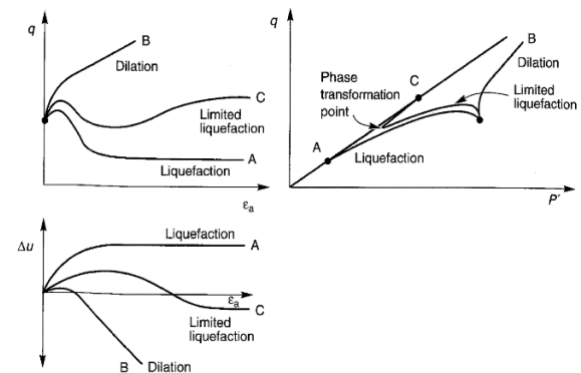 q
B
Dilation
C
Limited
liquefaction
A
Liquefaction
εa
q
B
Dilation
C
Phase
transformation
point
Limited
liquefaction
A
Liquefaction
P'
Δu
Liquefaction
A
εa
C
Limited
liquefaction
B Dilation